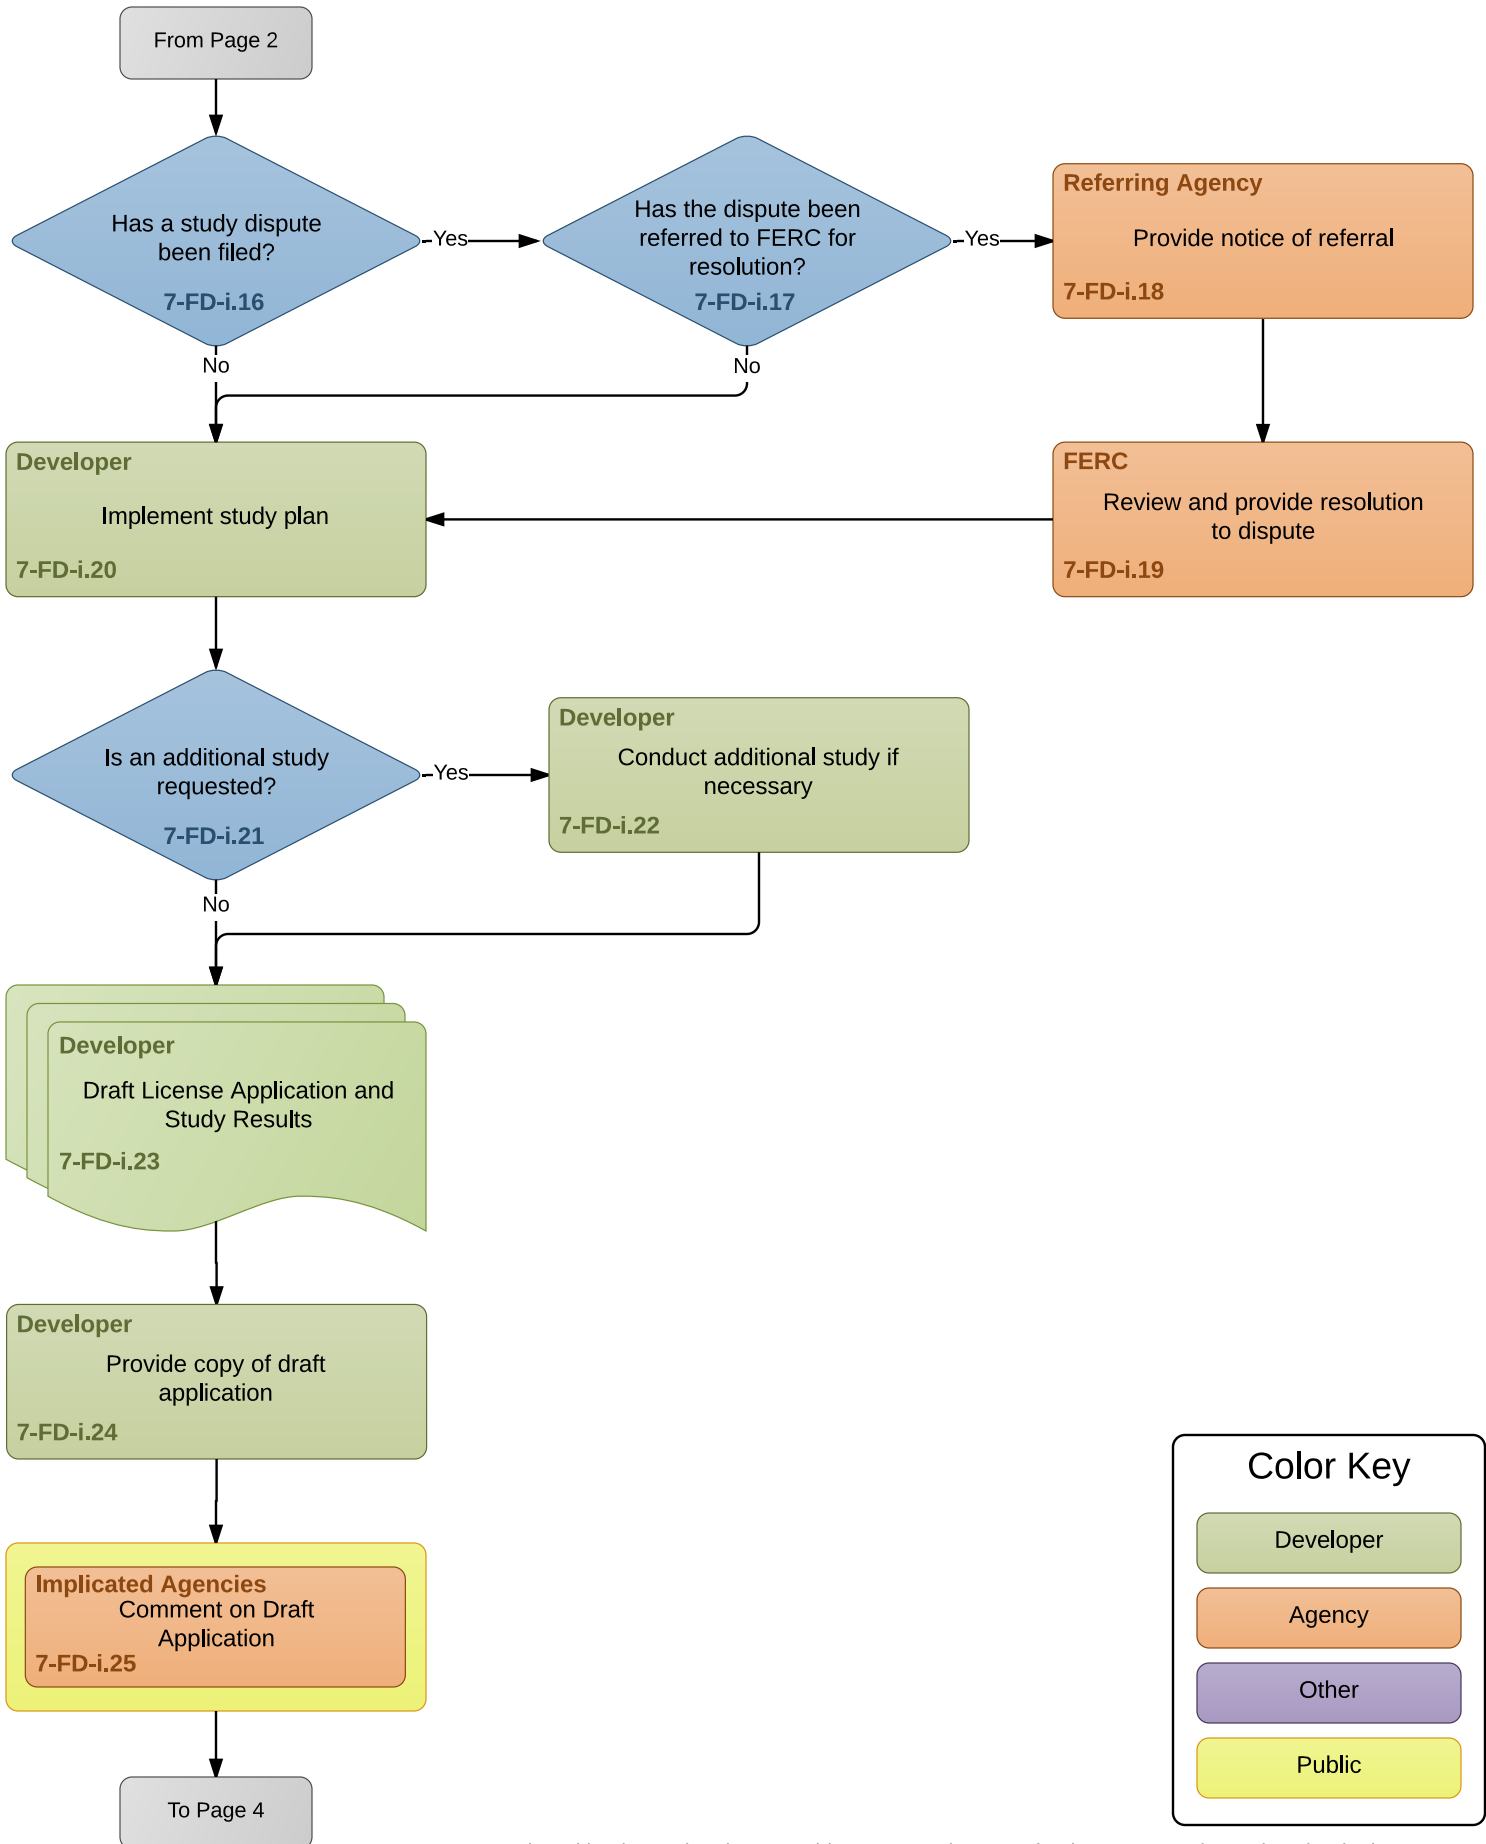 From Page 2
Has a study dispute
been filed?
7-FD-i.16
Yes
No
Has the dispute been
referred to FERC for
resolution?
7-FD-i.17
Yes
No
Referring Agency
Provide notice of referral
7-FD-i.18
FERC
Review and provide resolution
to dispute
7-FD-i.19
Developer
Implement study plan
7-FD-i.20
Is an additional study
requested?
7-FD-i.21
Yes
No
Developer
Conduct additional study if
necessary
7-FD-i.22
Developer
Draft License Application and
Study Results
7-FD-i.23
Developer
Provide copy of draft
application
7-FD-i.24
Implicated Agencies
Comment on Draft
Application
7-FD-i.25
To Page 4
Color Key
Developer
Agency
Other
Public